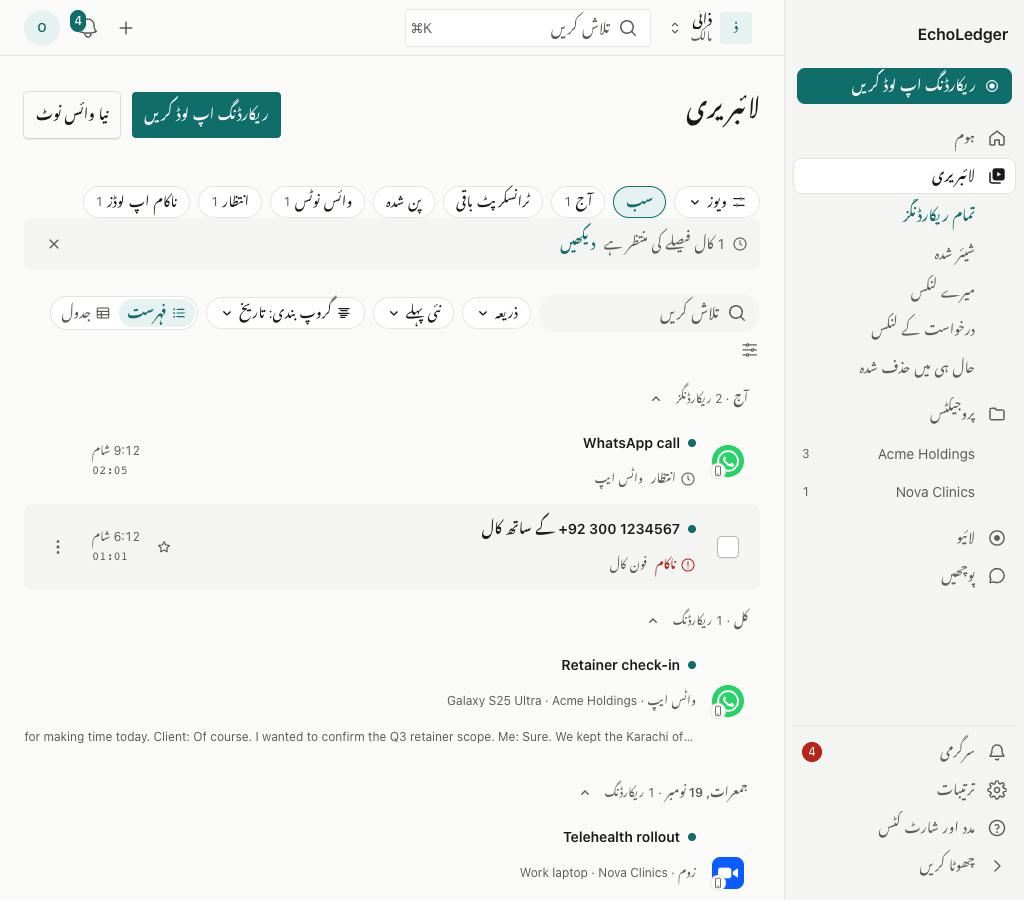 EchoLedger
ریکارڈنگ اپ لوڈ کریں
ہوم
لائبریری
تمام ریکارڈنگز
شیئر شدہ
میرے لنکس
درخواست کے لنکس
حال ہی میں حذف شدہ
پروجیکٹس
Acme Holdings 3
Nova Clinics 1
لائیو
پوچھیں
سرگرمی 4
ترتیبات
مدد اور شارٹ کٹس
چھوٹا کریں
ذ ذاتی
مالک
تلاش کریں ⌘K
4
O
لائبریری
ریکارڈنگ اپ لوڈ کریں
نیا وائس نوٹ
ویوز سب آج 1 ٹرانسکرپٹ باقی پن شدہ وائس نوٹس 1 انتظار 1 ناکام اپ لوڈز 1
1 کال فیصلے کی منتظر ہے دیکھیں
تلاش کریں ذریعہ نئی پہلے گروپ بندی: تاریخ فہرست جدول
آج · 2 ریکارڈنگز
WhatsApp call
9:12 شام
انتظار واٹس ایپ
02:05
+92 300 1234567 کے ساتھ کال
6:12 شام
ناکام فون کال
01:01
کل · 1 ریکارڈنگ
Retainer check-in
واٹس ایپ · Galaxy S25 Ultra · Acme Holdings
for making time today. Client: Of course. I wanted to confirm the Q3 retainer scope. Me: Sure. We kept the Karachi of…
جمعرات, 19 نومبر · 1 ریکارڈنگ
Telehealth rollout
زوم · Work laptop · Nova Clinics